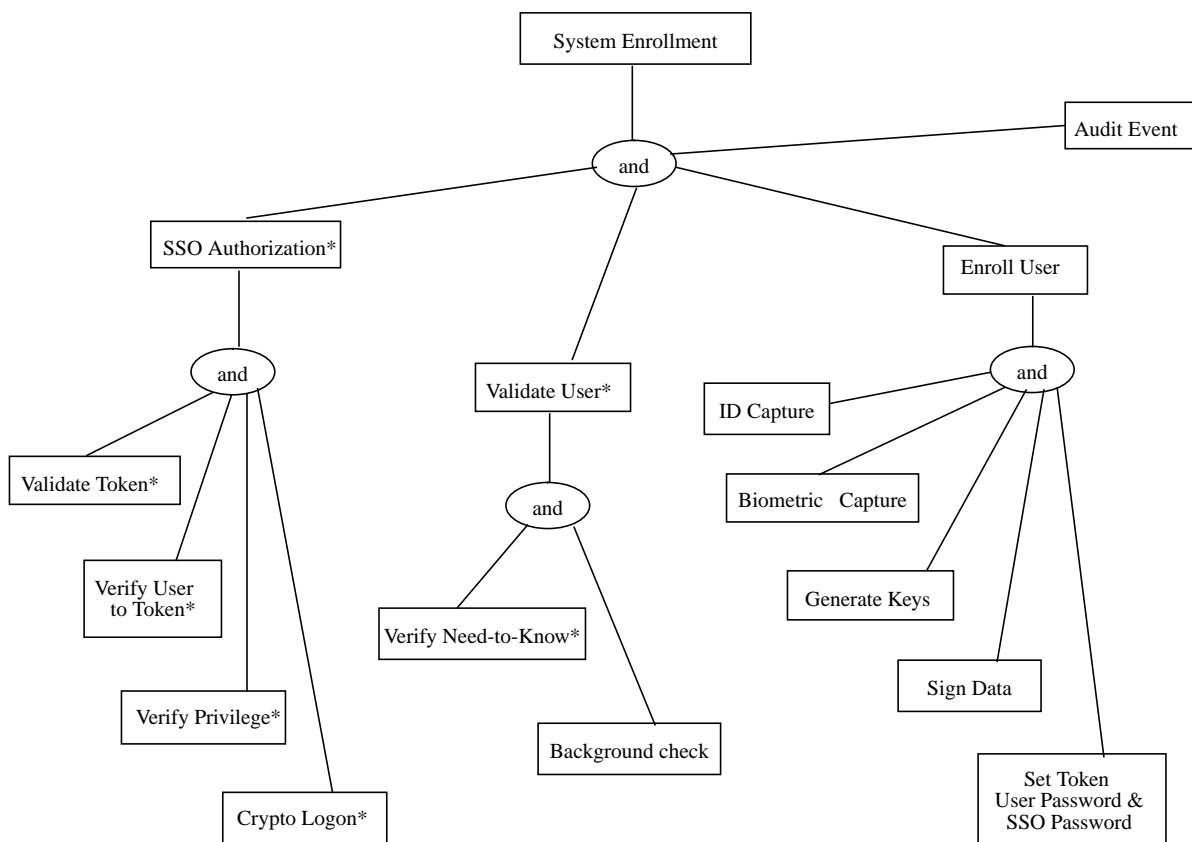 System Enrollment
Audit Event
and
SSO Authorization*
Enroll User
and
Validate User*
and
ID Capture
Validate Token*
Biometric Capture
and
Verify User
to Token*
Generate Keys
Verify Need-to-Know*
Sign Data
Verify Privilege*
Background check
Set Token
User Password &
SSO Password
Crypto Logon*